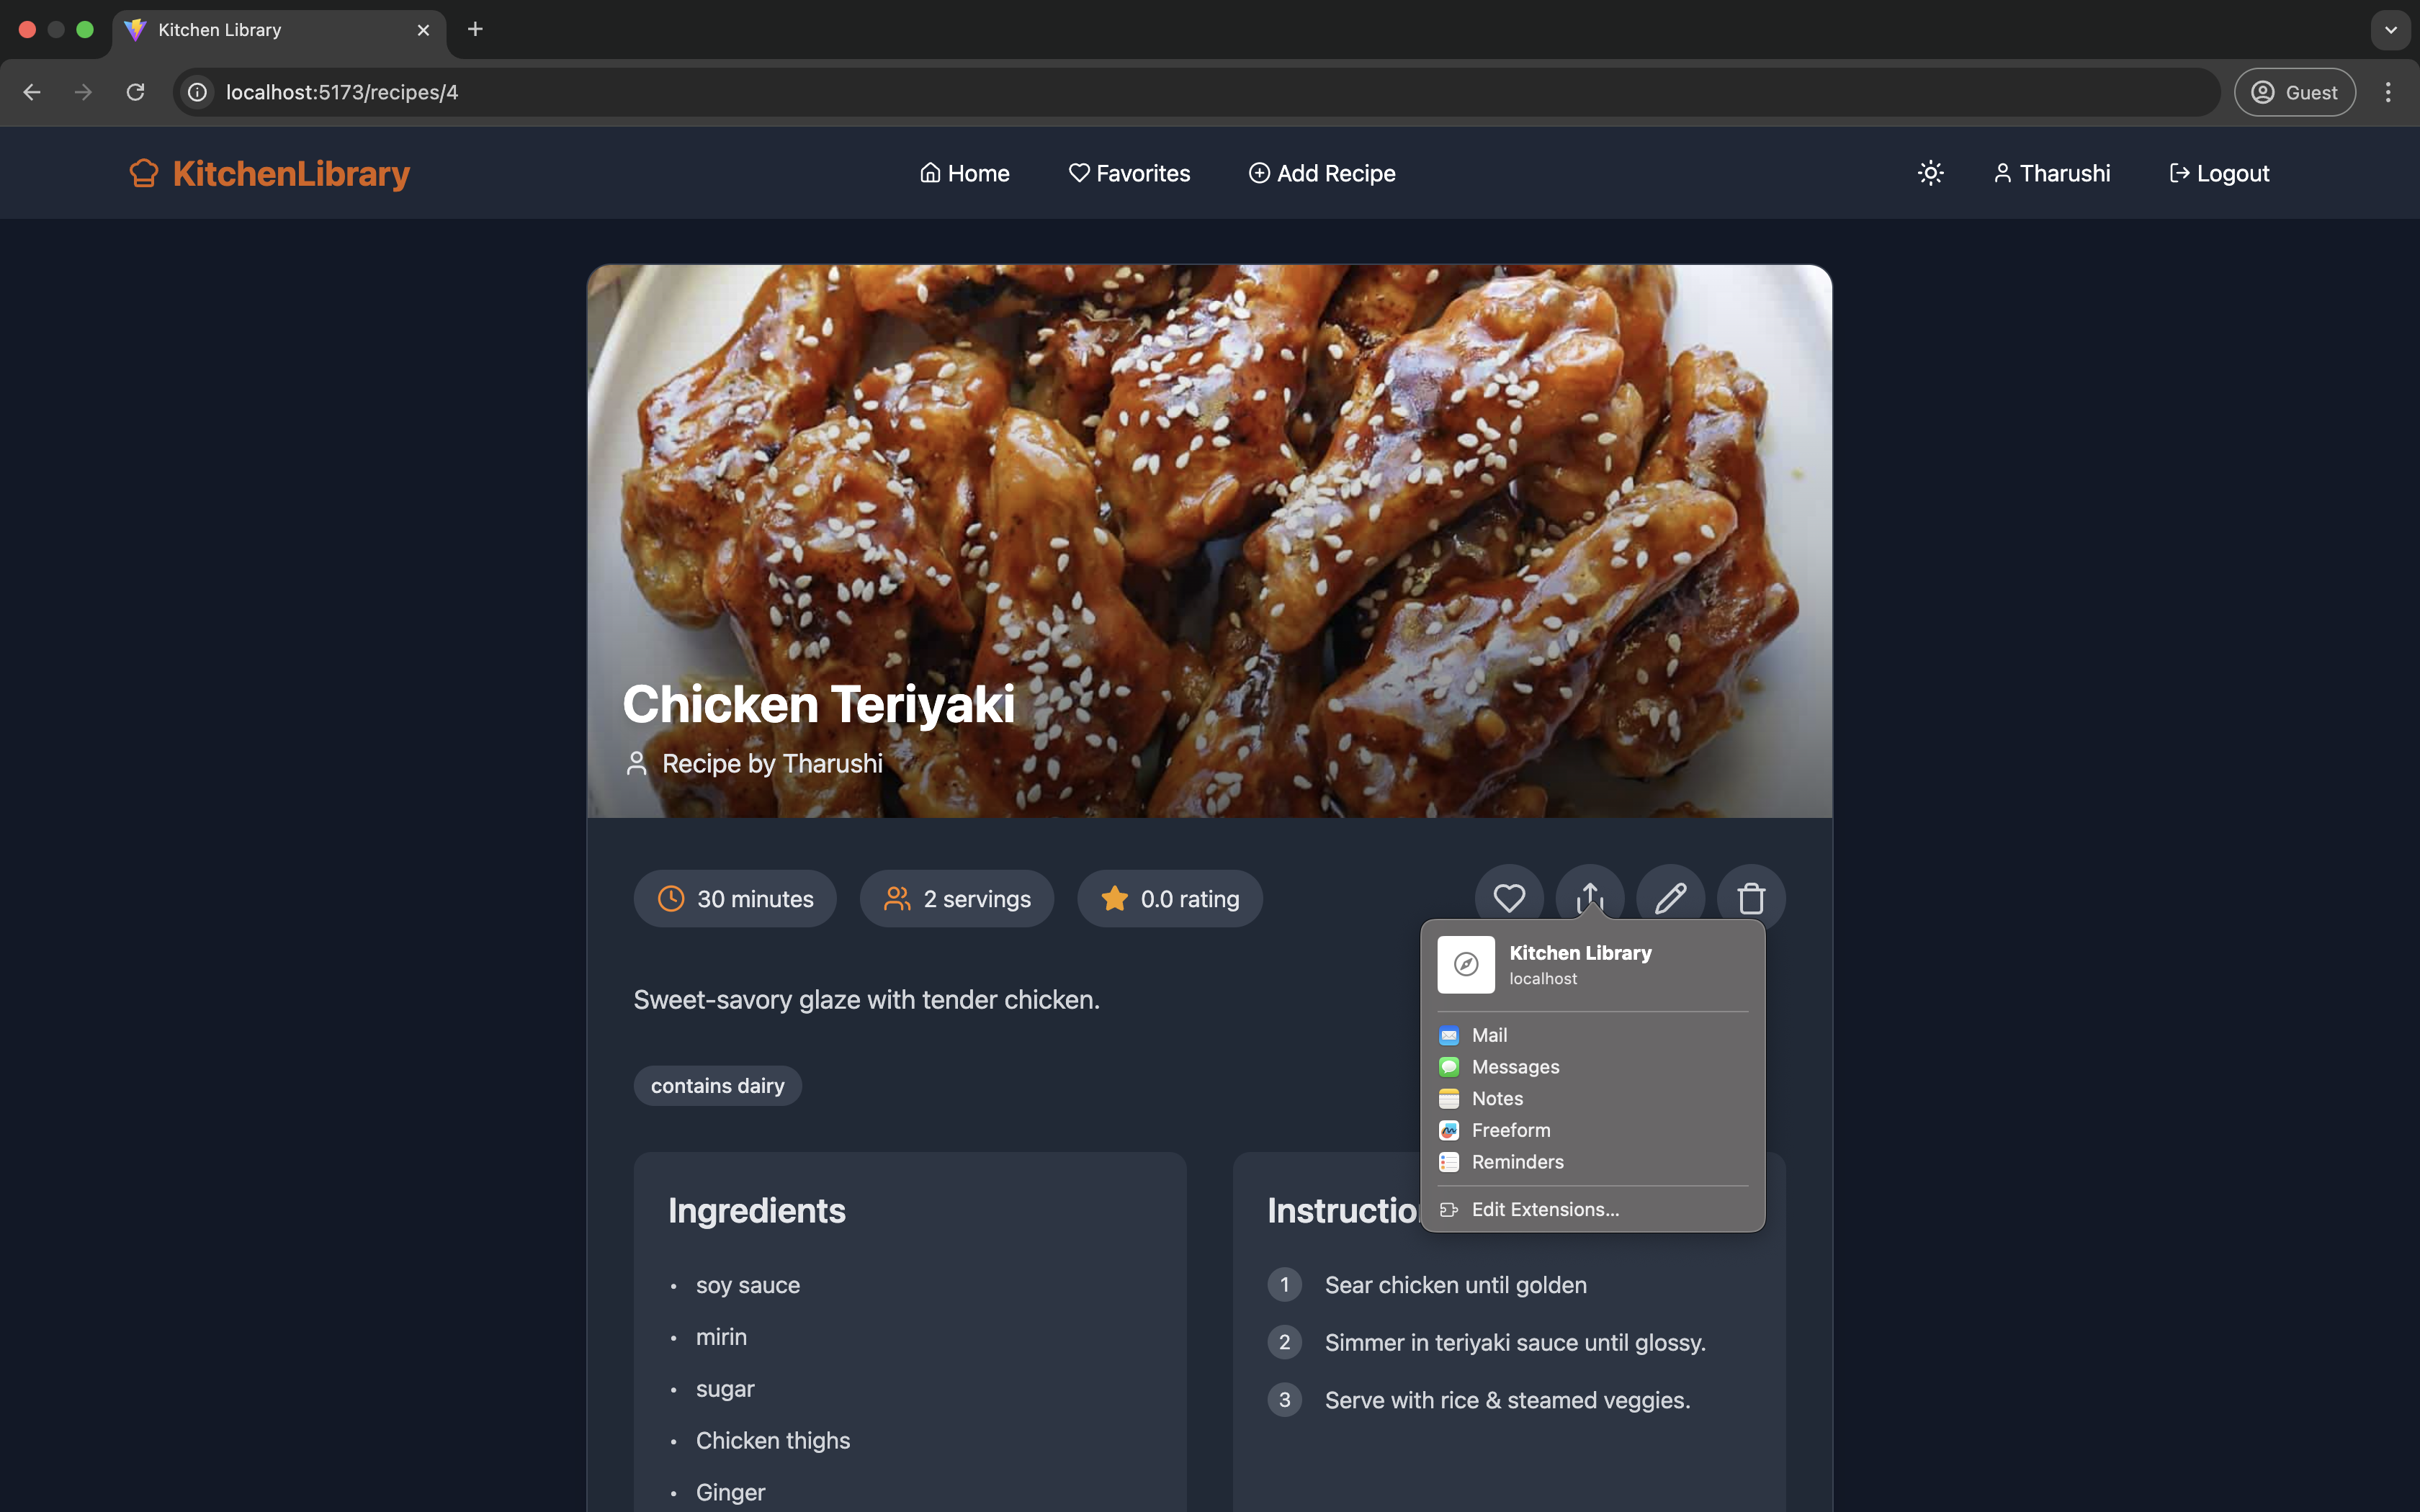 Kitchen Library
localhost:5173/recipes/4
Guest
KitchenLibrary
Home
Favorites
Add Recipe
Tharushi
Logout
Chicken Teriyaki
Recipe by Tharushi
30 minutes
2 servings
0.0 rating
Sweet-savory glaze with tender chicken.
contains dairy
Kitchen Library
localhost
Mail
Messages
Notes
Freeform
Reminders
Edit Extensions...
Ingredients
• soy sauce
• mirin
• sugar
• Chicken thighs
• Ginger
Instructio
1 Sear chicken until golden
2 Simmer in teriyaki sauce until glossy.
3 Serve with rice & steamed veggies.